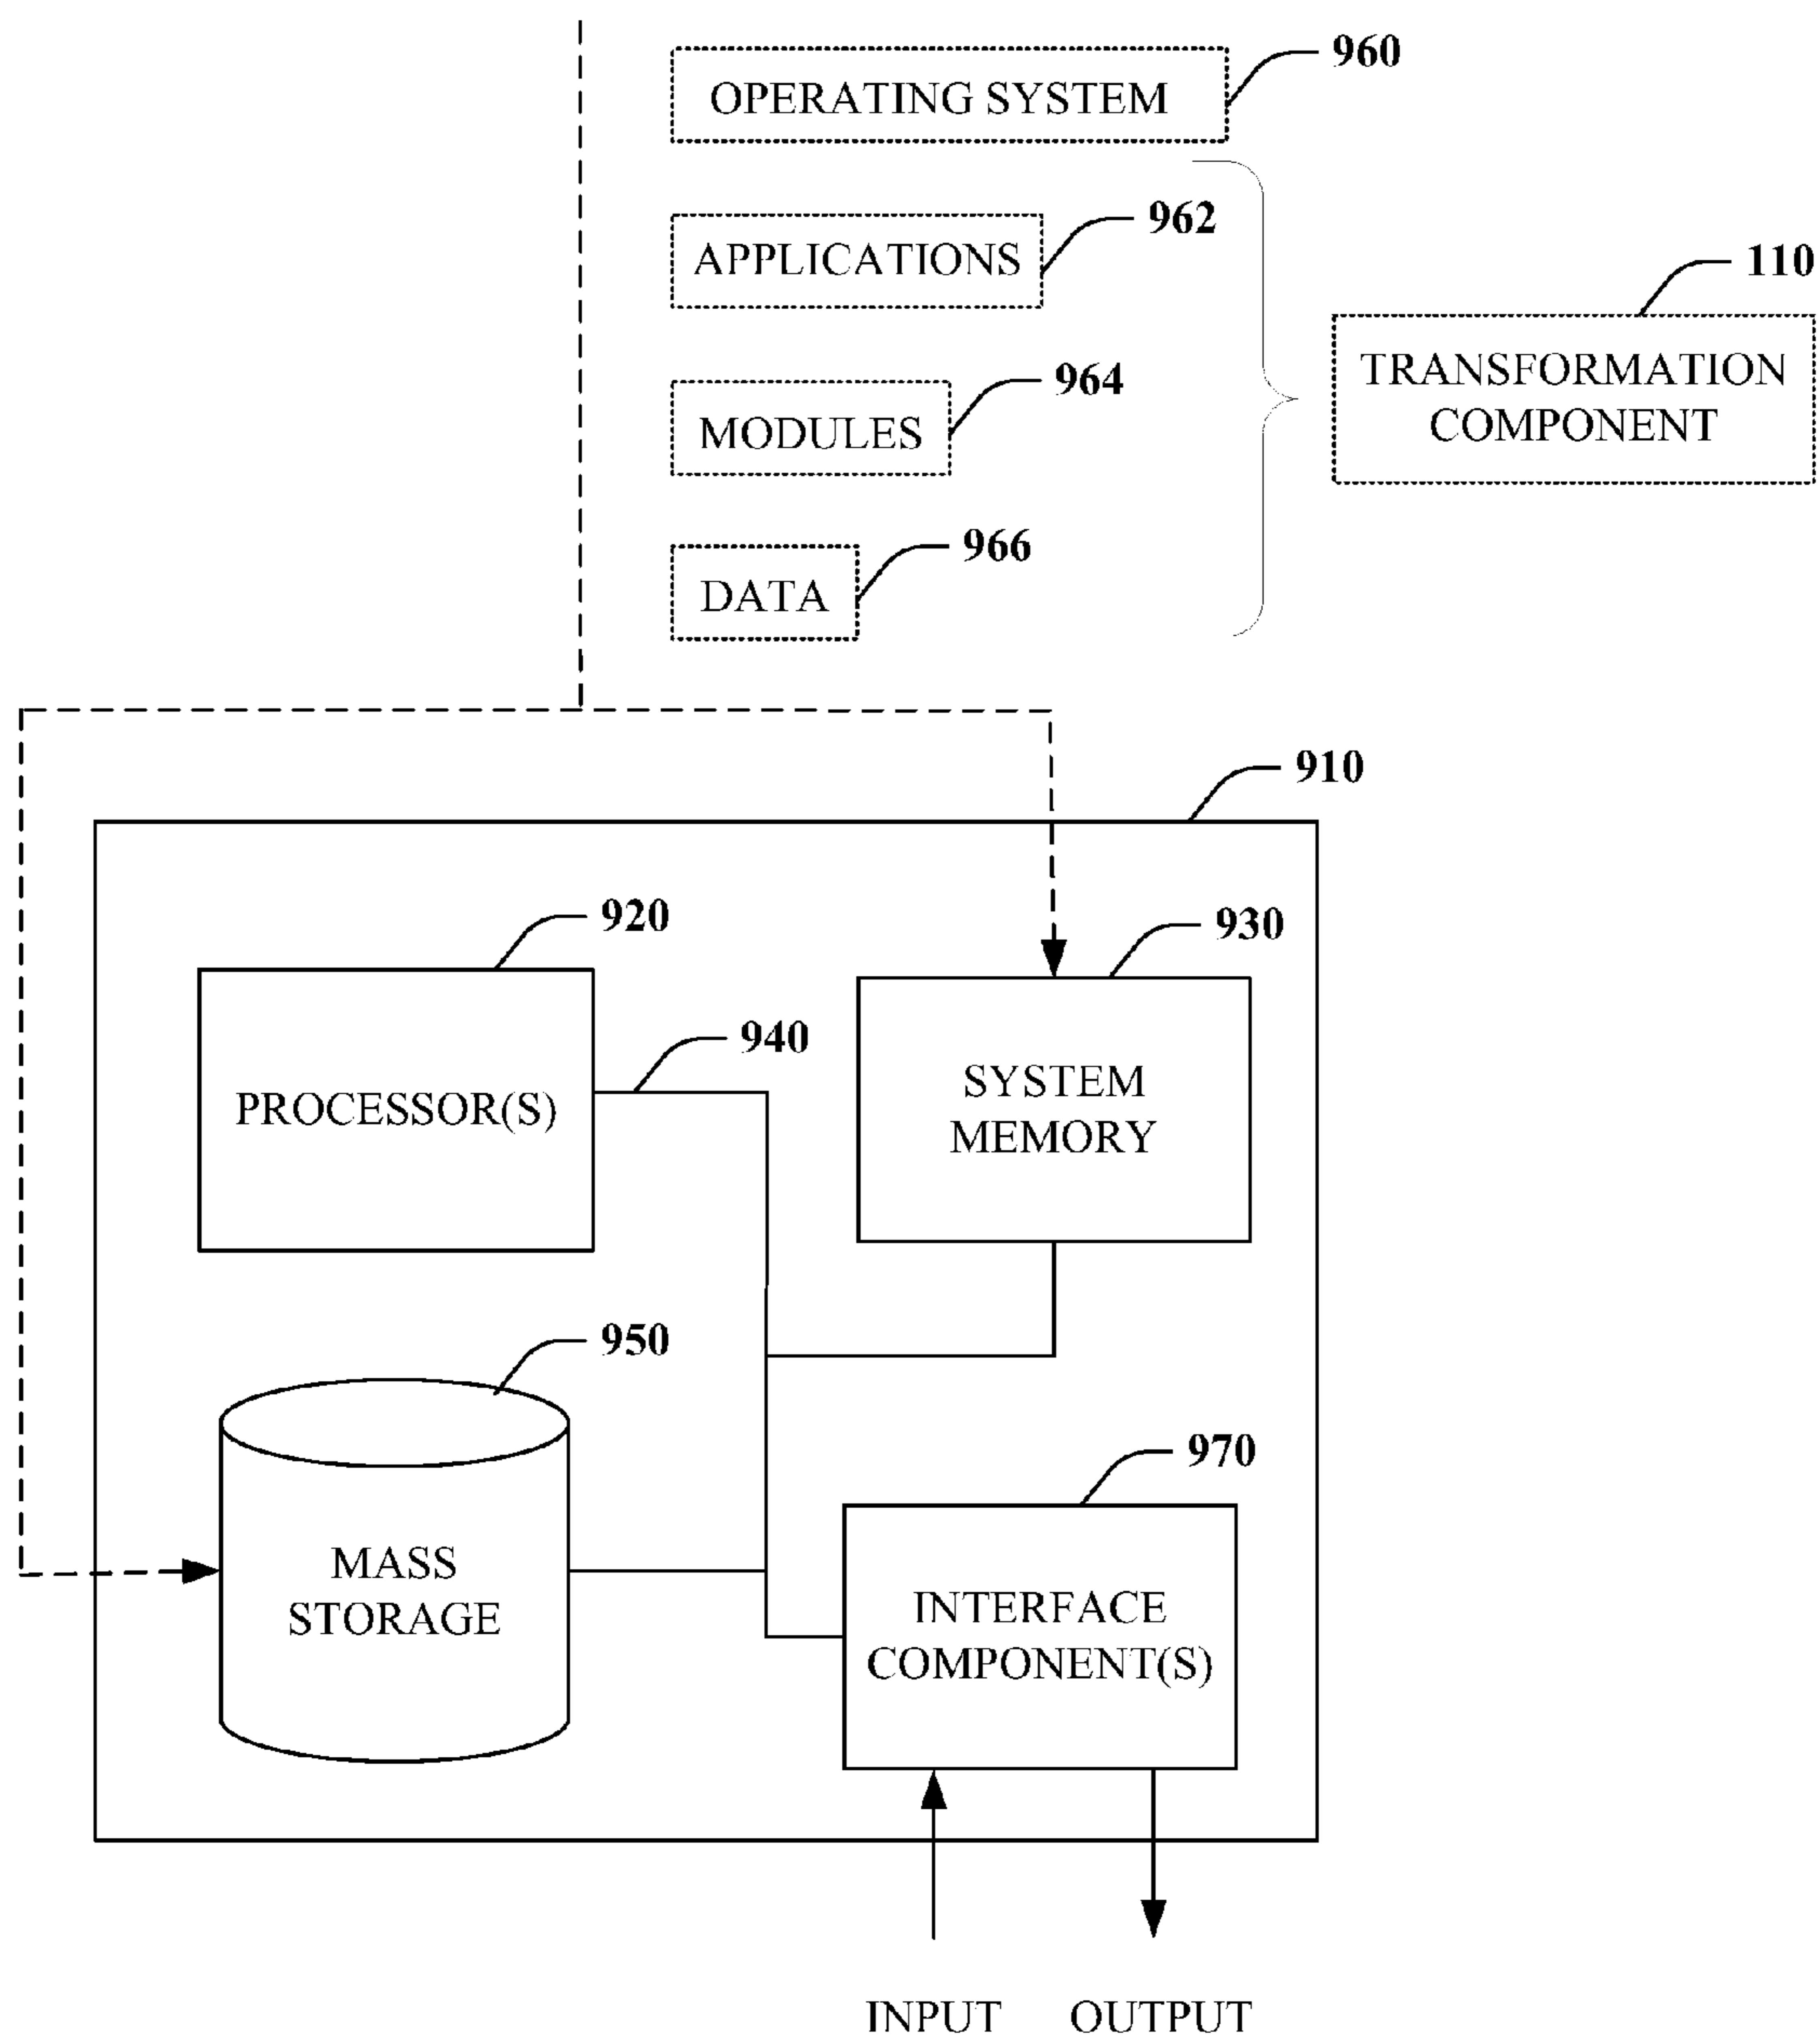 960
OPERATING SYSTEM
962
APPLICATIONS
110
TRANSFORMATION
COMPONENT
964
MODULES
966
DATA
910
920
930
940
PROCESSOR(S)
SYSTEM
MEMORY
950
970
MASS
STORAGE
INTERFACE
COMPONENT(S)
INPUT
OUTPUT